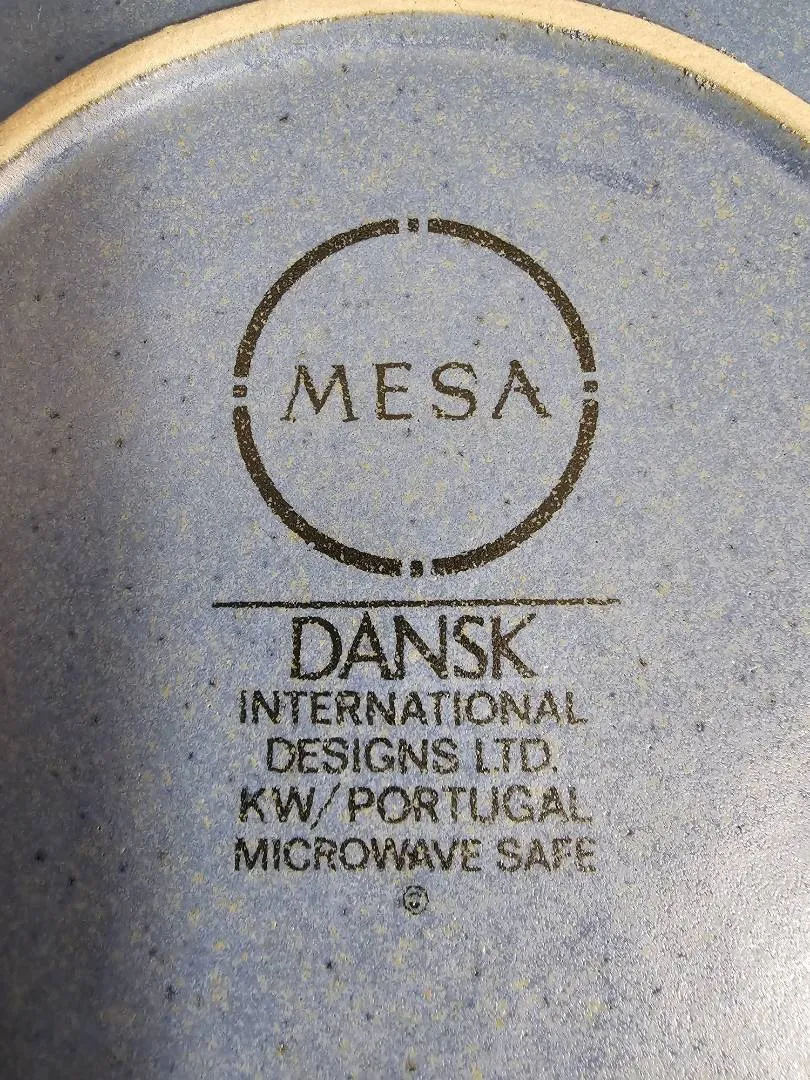 MESA
DANSK
INTERNATIONAL
DESIGNS LTD.
KW/PORTUGAL
MICROWAVE SAFE
©